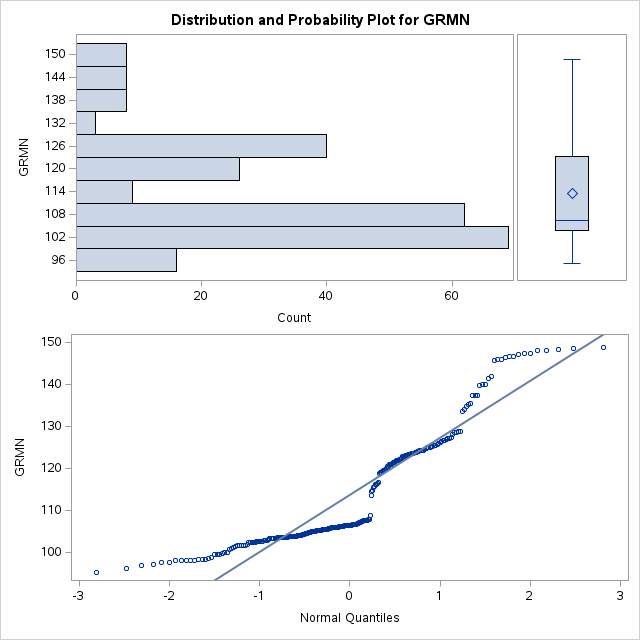 Distribution and Probability Plot for GRMN
150
144
138
132
126
120
114
108
102
96
GRMN
0 20 40 60
Count
150
140
130
120
110
100
GRMN
-3 -2 -1 0 1 2 3
Normal Quantiles